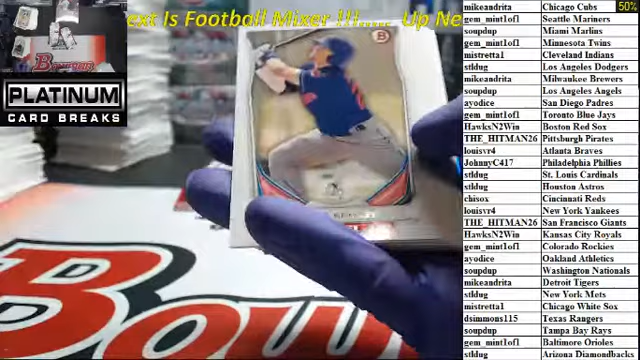 ext Is Football Mixer !!!..... Up Ne
B
BOWMAN
PLATINUM
CARD BREAKS
Bow
50%
mikeandrita Chicago Cubs
gem_mint1of1 Seattle Mariners
soupdup Miami Marlins
gem_mint1of1 Minnesota Twins
mistretta1 Cleveland Indians
stldug Los Angeles Dodgers
mikeandrita Milwaukee Brewers
soupdup Los Angeles Angels
ayodice San Diego Padres
gem_mint1of1 Toronto Blue Jays
HawksN2Win Boston Red Sox
THE_HITMAN26 Pittsburgh Pirates
louisvr4 Atlanta Braves
JohnnyC417 Philadelphia Phillies
stldug St. Louis Cardinals
stldug Houston Astros
chisox Cincinnati Reds
louisvr4 New York Yankees
THE_HITMAN26 San Francisco Giants
HawksN2Win Kansas City Royals
gem_mint1of1 Colorado Rockies
ayodice Oakland Athletics
soupdup Washington Nationals
mikeandrita Detroit Tigers
stldug New York Mets
mistretta1 Chicago White Sox
dsimmons115 Texas Rangers
soupdup Tampa Bay Rays
gem_mint1of1 Baltimore Orioles
stldug Arizona Diamondbacks